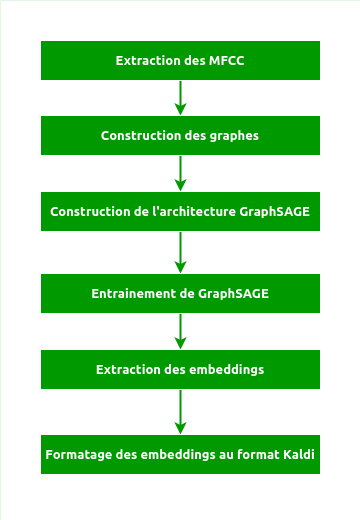 Extraction des MFCC
Construction des graphes
Construction de l'architecture GraphSAGE
Entrainement de GraphSAGE
Extraction des embeddings
Formatage des embeddings au format Kaldi